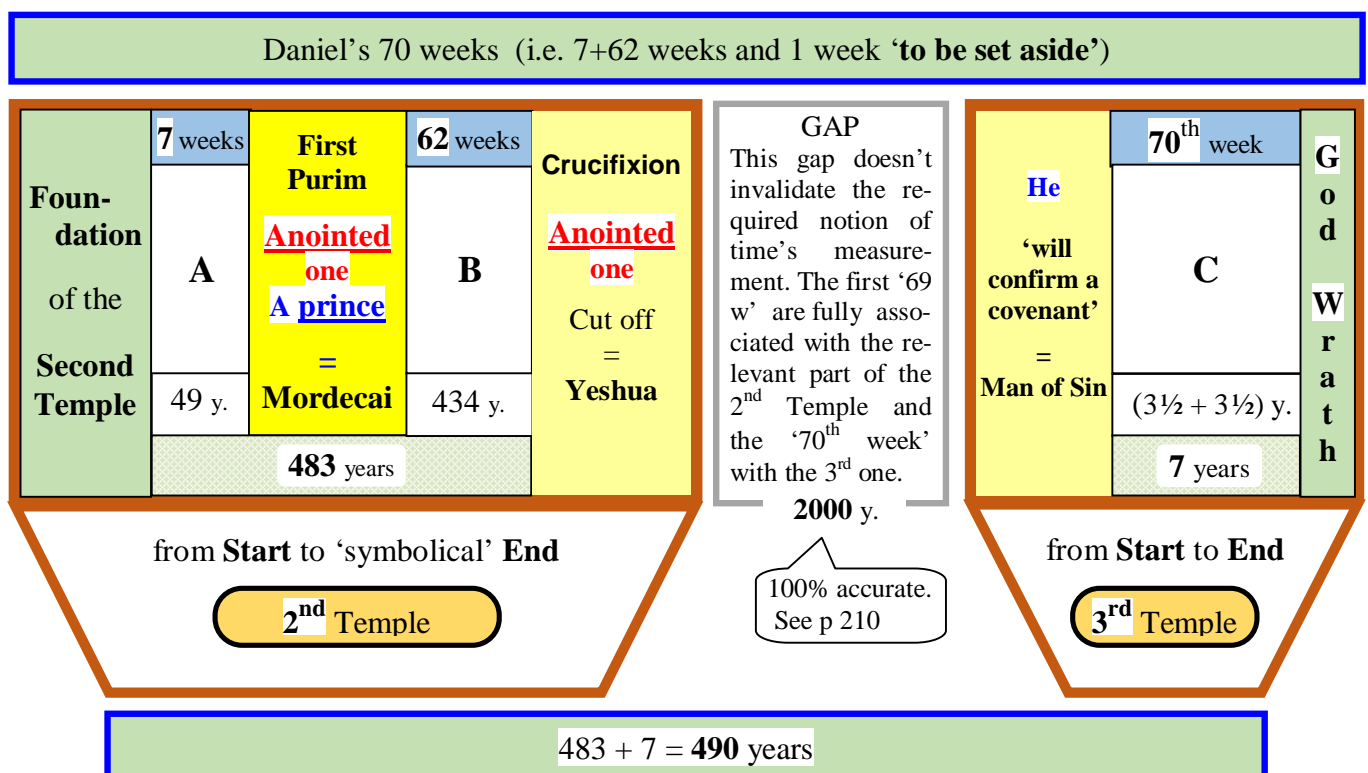 Daniel’s 70 weeks (i.e. 7+62 weeks and 1 week ‘to be set aside’)
Foun-
dation
of the
Second
Temple
7 weeks
A
49 y.
First
Purim
Anointed
one
A prince
=
Mordecai
62 weeks
B
434 y.
483 years
Crucifixion
Anointed
one
Cut off
=
Yeshua
from Start to ‘symbolical’ End
2nd Temple
GAP
This gap doesn’t
invalidate the re-
quired notion of
time’s measure-
ment. The first ‘69
w’ are fully asso-
ciated with the re-
levant part of the
2nd Temple and
the ‘70th week’
with the 3rd one.
2000 y.
100% accurate.
See p 210
He
‘will
confirm a
covenant’
=
Man of Sin
70th week
C
(3½ + 3½) y.
7 years
God Wrath
from Start to End
3rd Temple
483 + 7 = 490 years